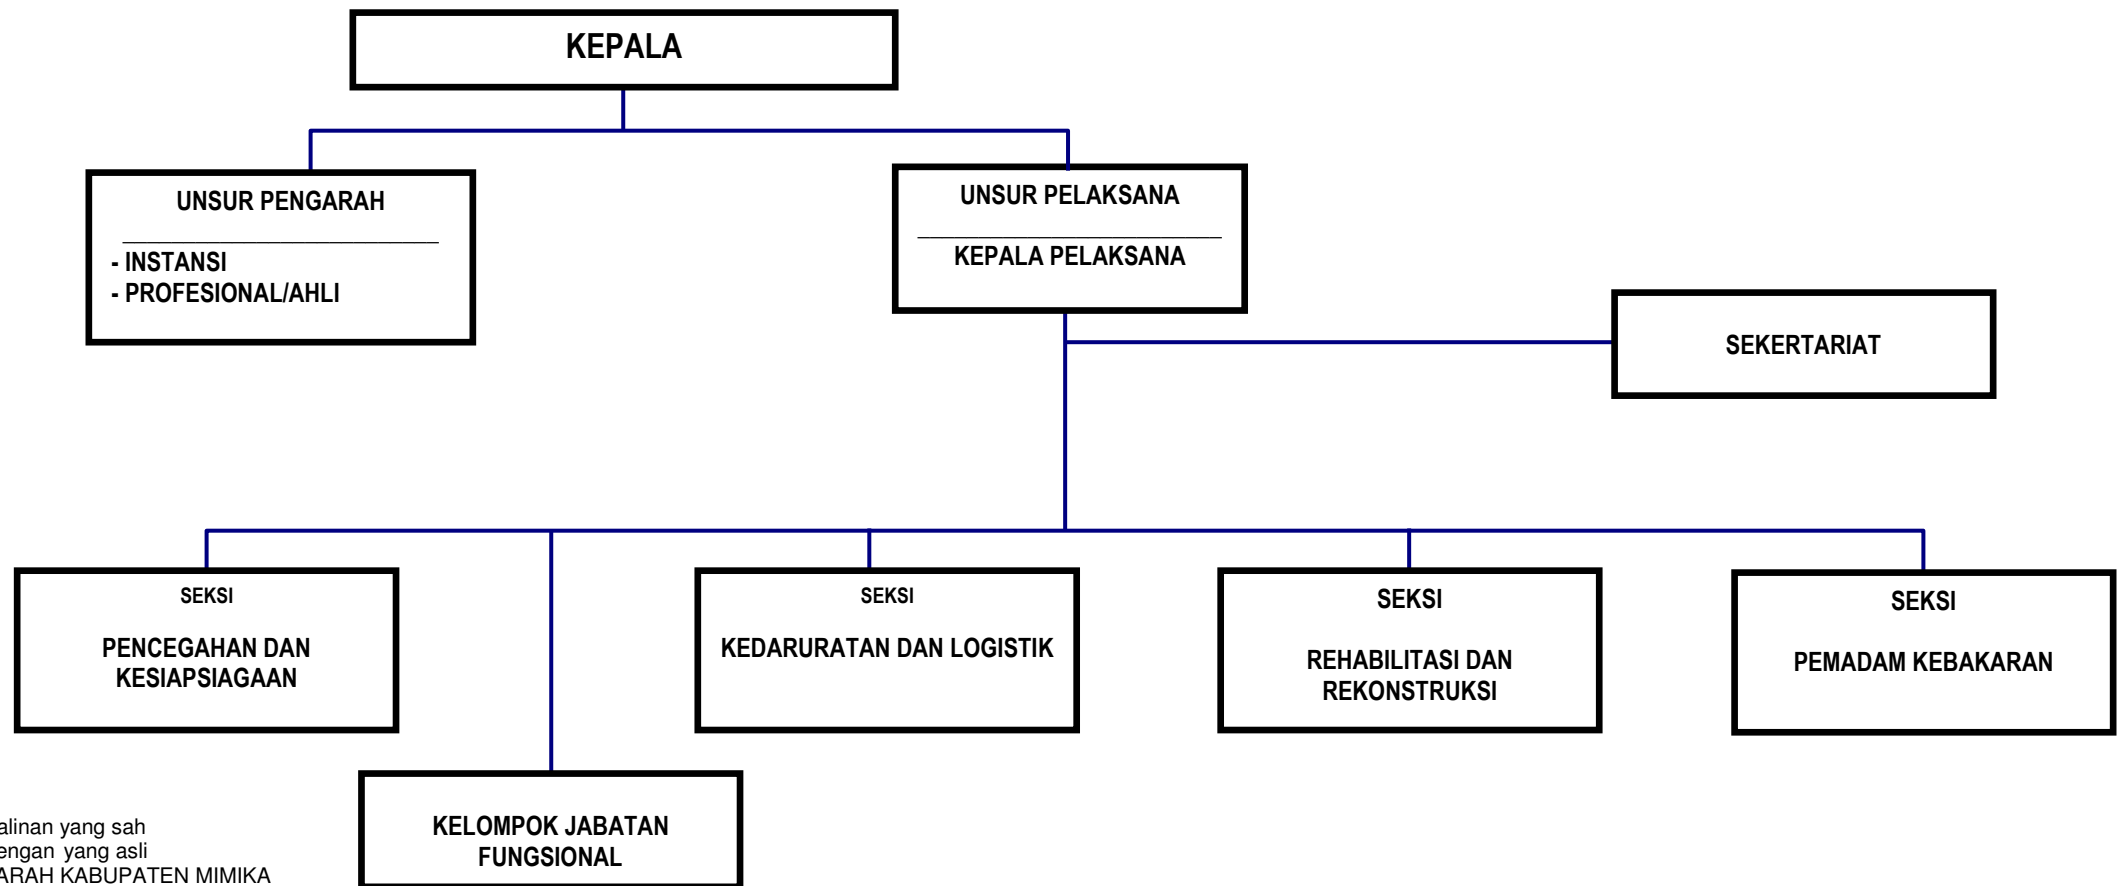 KEPALA
UNSUR PENGARAH
- INSTANSI
- PROFESIONAL/AHLI
UNSUR PELAKSANA
KEPALA PELAKSANA
SEKERTARIAT
SEKSI
PENCEGAHAN DAN
KESIAPSIAGAAN
SEKSI
KEDARURATAN DAN LOGISTIK
SEKSI
REHABILITASI DAN
REKONSTRUKSI
SEKSI
PEMADAM KEBAKARAN
KELOMPOK JABATAN
FUNGSIONAL
alinan yang sah
engan yang asli
ARAH KABUPATEN MIMIKA